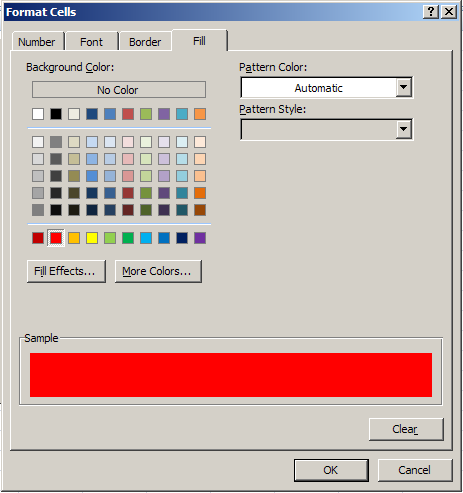 Format Cells
Number Font Border Fill
Background Color: Pattern Color:
No Color Automatic
Pattern Style:
Fill Effects... More Colors...
Sample
Clear
OK Cancel